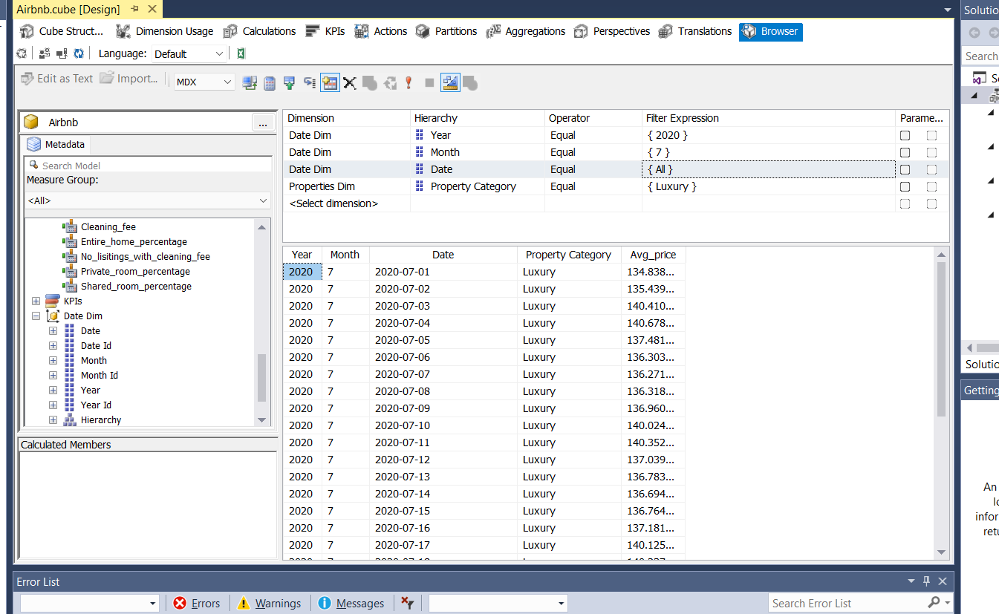 Airbnb.cube [Design]
Solutio
Cube Struct... Dimension Usage Calculations KPIs Actions Partitions Aggregations Perspectives Translations Browser
Language: Default
Search
Edit as Text Import... MDX
Airbnb ...
Metadata
Search Model
Measure Group:
<All>
Cleaning_fee
Entire_home_percentage
No_lisitings_with_cleaning_fee
Private_room_percentage
Shared_room_percentage
KPIs
Date Dim
Date
Date Id
Month
Month Id
Year
Year Id
Hierarchy
Calculated Members
Dimension Hierarchy Operator Filter Expression Parame...
Date Dim Year Equal { 2020 }
Date Dim Month Equal { 7 }
Date Dim Date Equal { All }
Properties Dim Property Category Equal { Luxury }
<Select dimension>
Year Month Date Property Category Avg_price
2020 7 2020-07-01 Luxury 134.838...
2020 7 2020-07-02 Luxury 135.439...
2020 7 2020-07-03 Luxury 140.410...
2020 7 2020-07-04 Luxury 140.678...
2020 7 2020-07-05 Luxury 137.481...
2020 7 2020-07-06 Luxury 136.303...
2020 7 2020-07-07 Luxury 136.271...
2020 7 2020-07-08 Luxury 136.318...
2020 7 2020-07-09 Luxury 136.960...
2020 7 2020-07-10 Luxury 140.024...
2020 7 2020-07-11 Luxury 140.352...
2020 7 2020-07-12 Luxury 137.039...
2020 7 2020-07-13 Luxury 136.783...
2020 7 2020-07-14 Luxury 136.694...
2020 7 2020-07-15 Luxury 136.764...
2020 7 2020-07-16 Luxury 137.181...
2020 7 2020-07-17 Luxury 140.125...
Solutio
Getting
An
lo
infor
retu
Error List
Errors Warnings Messages Search Error List